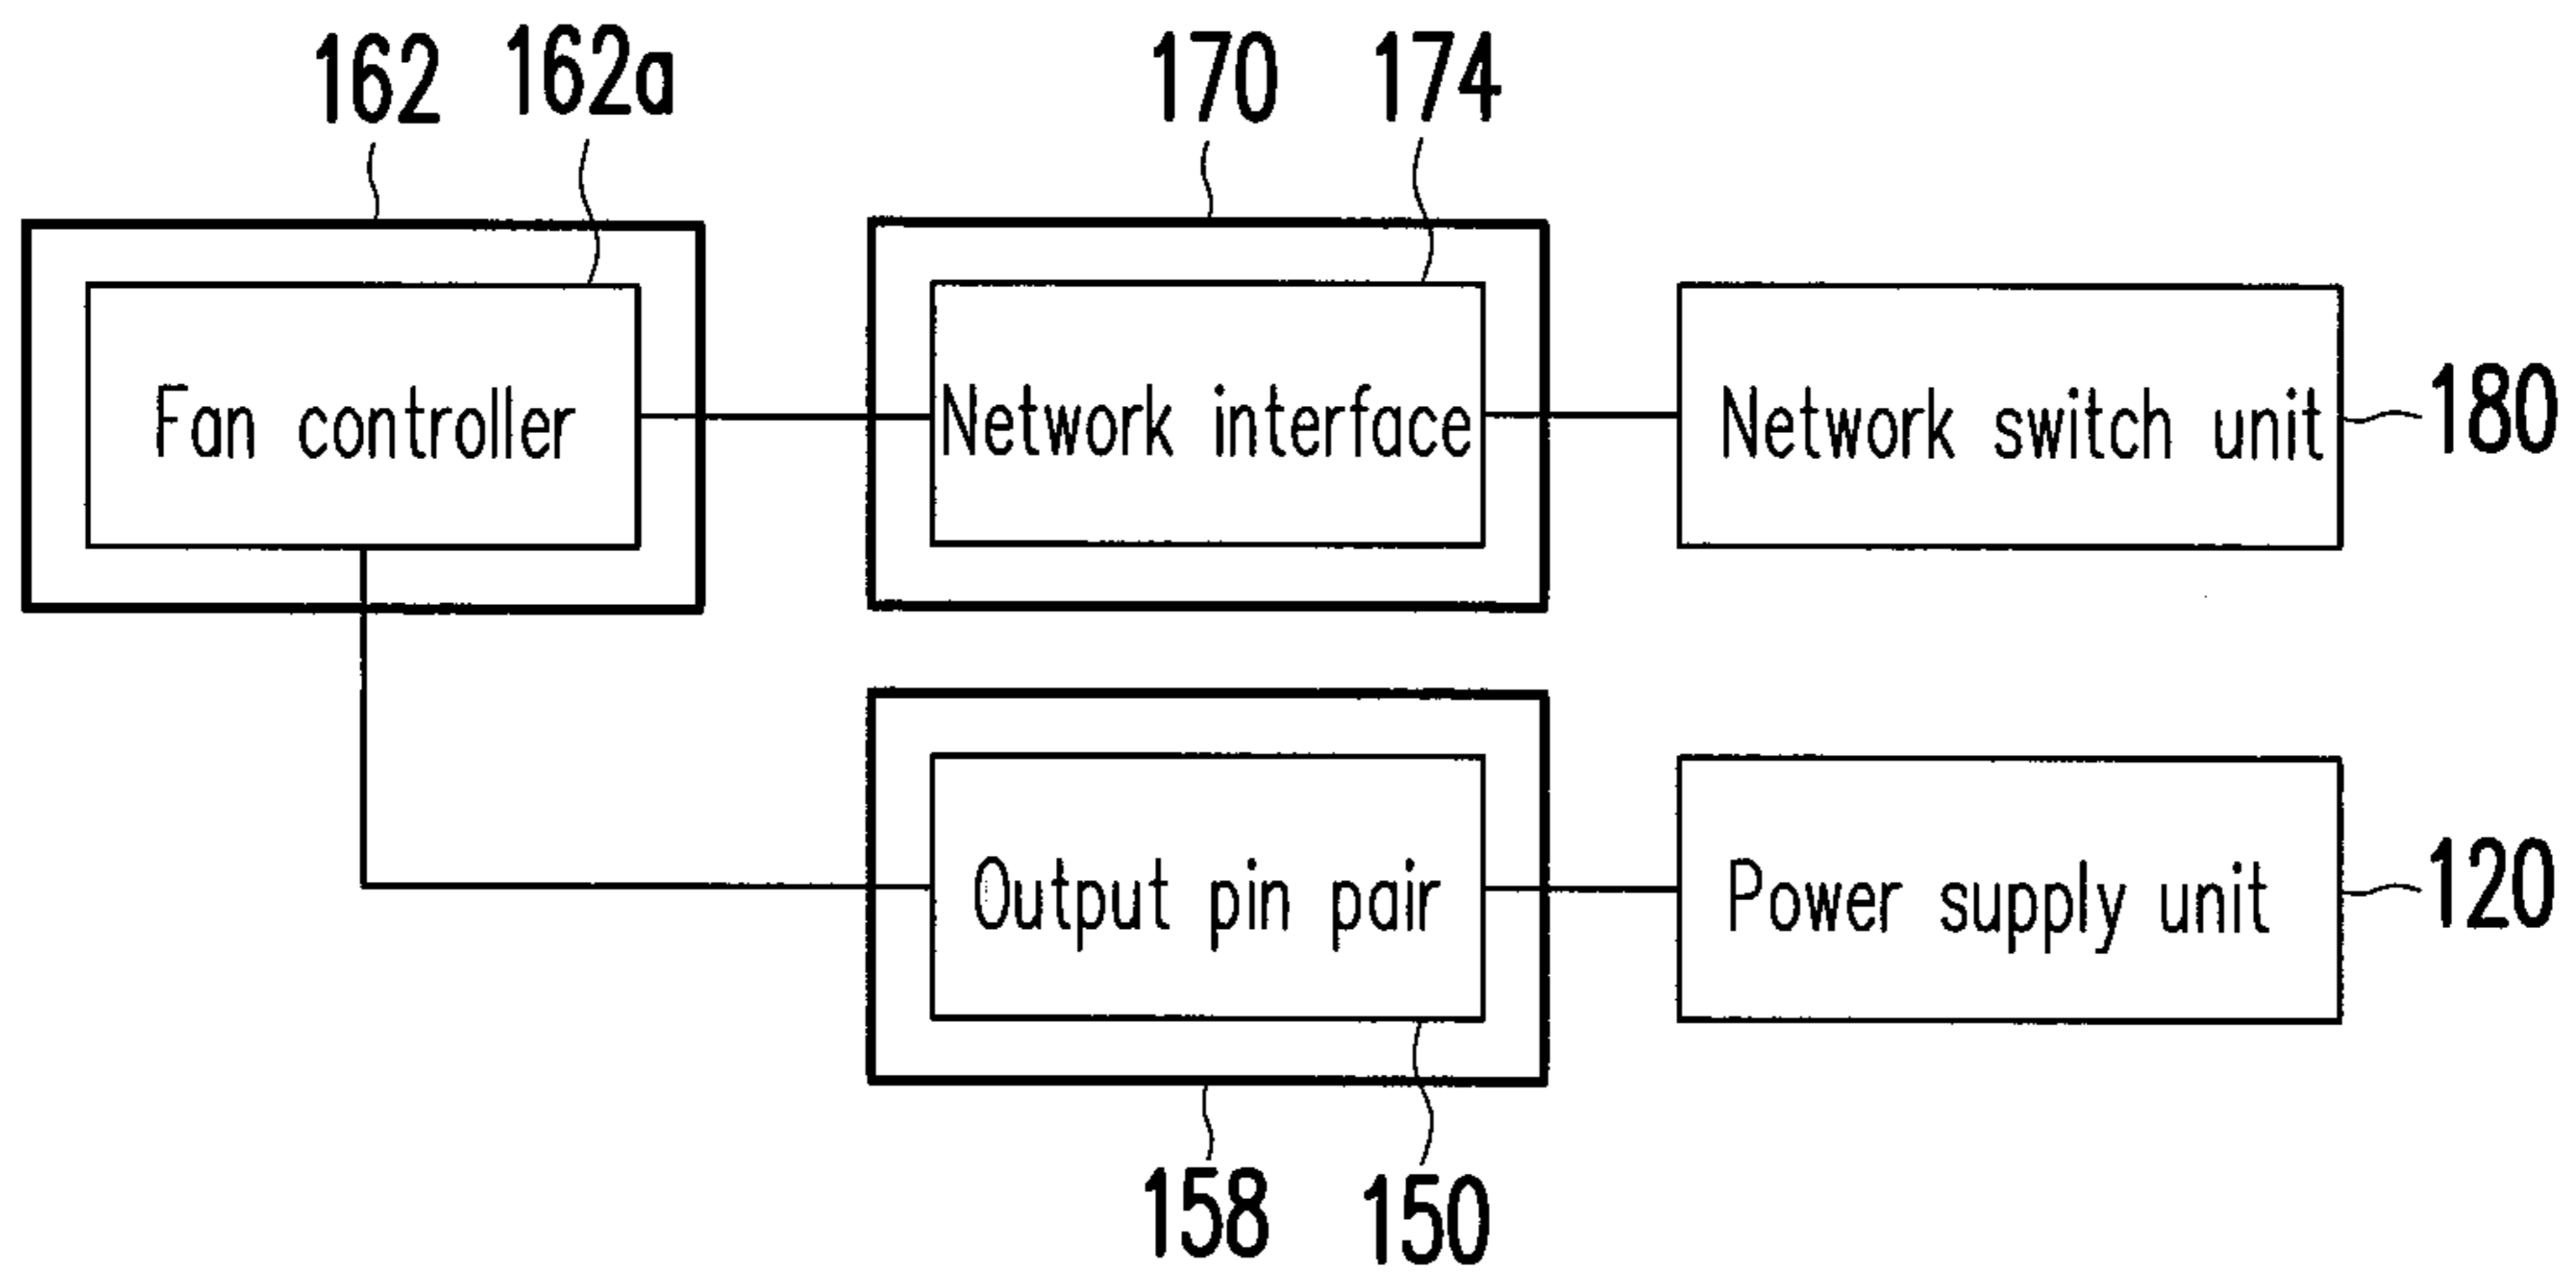 162 162a 170 174
Fan controller
Network interface
Network switch unit
180
Output pin pair
Power supply unit
120
158 150